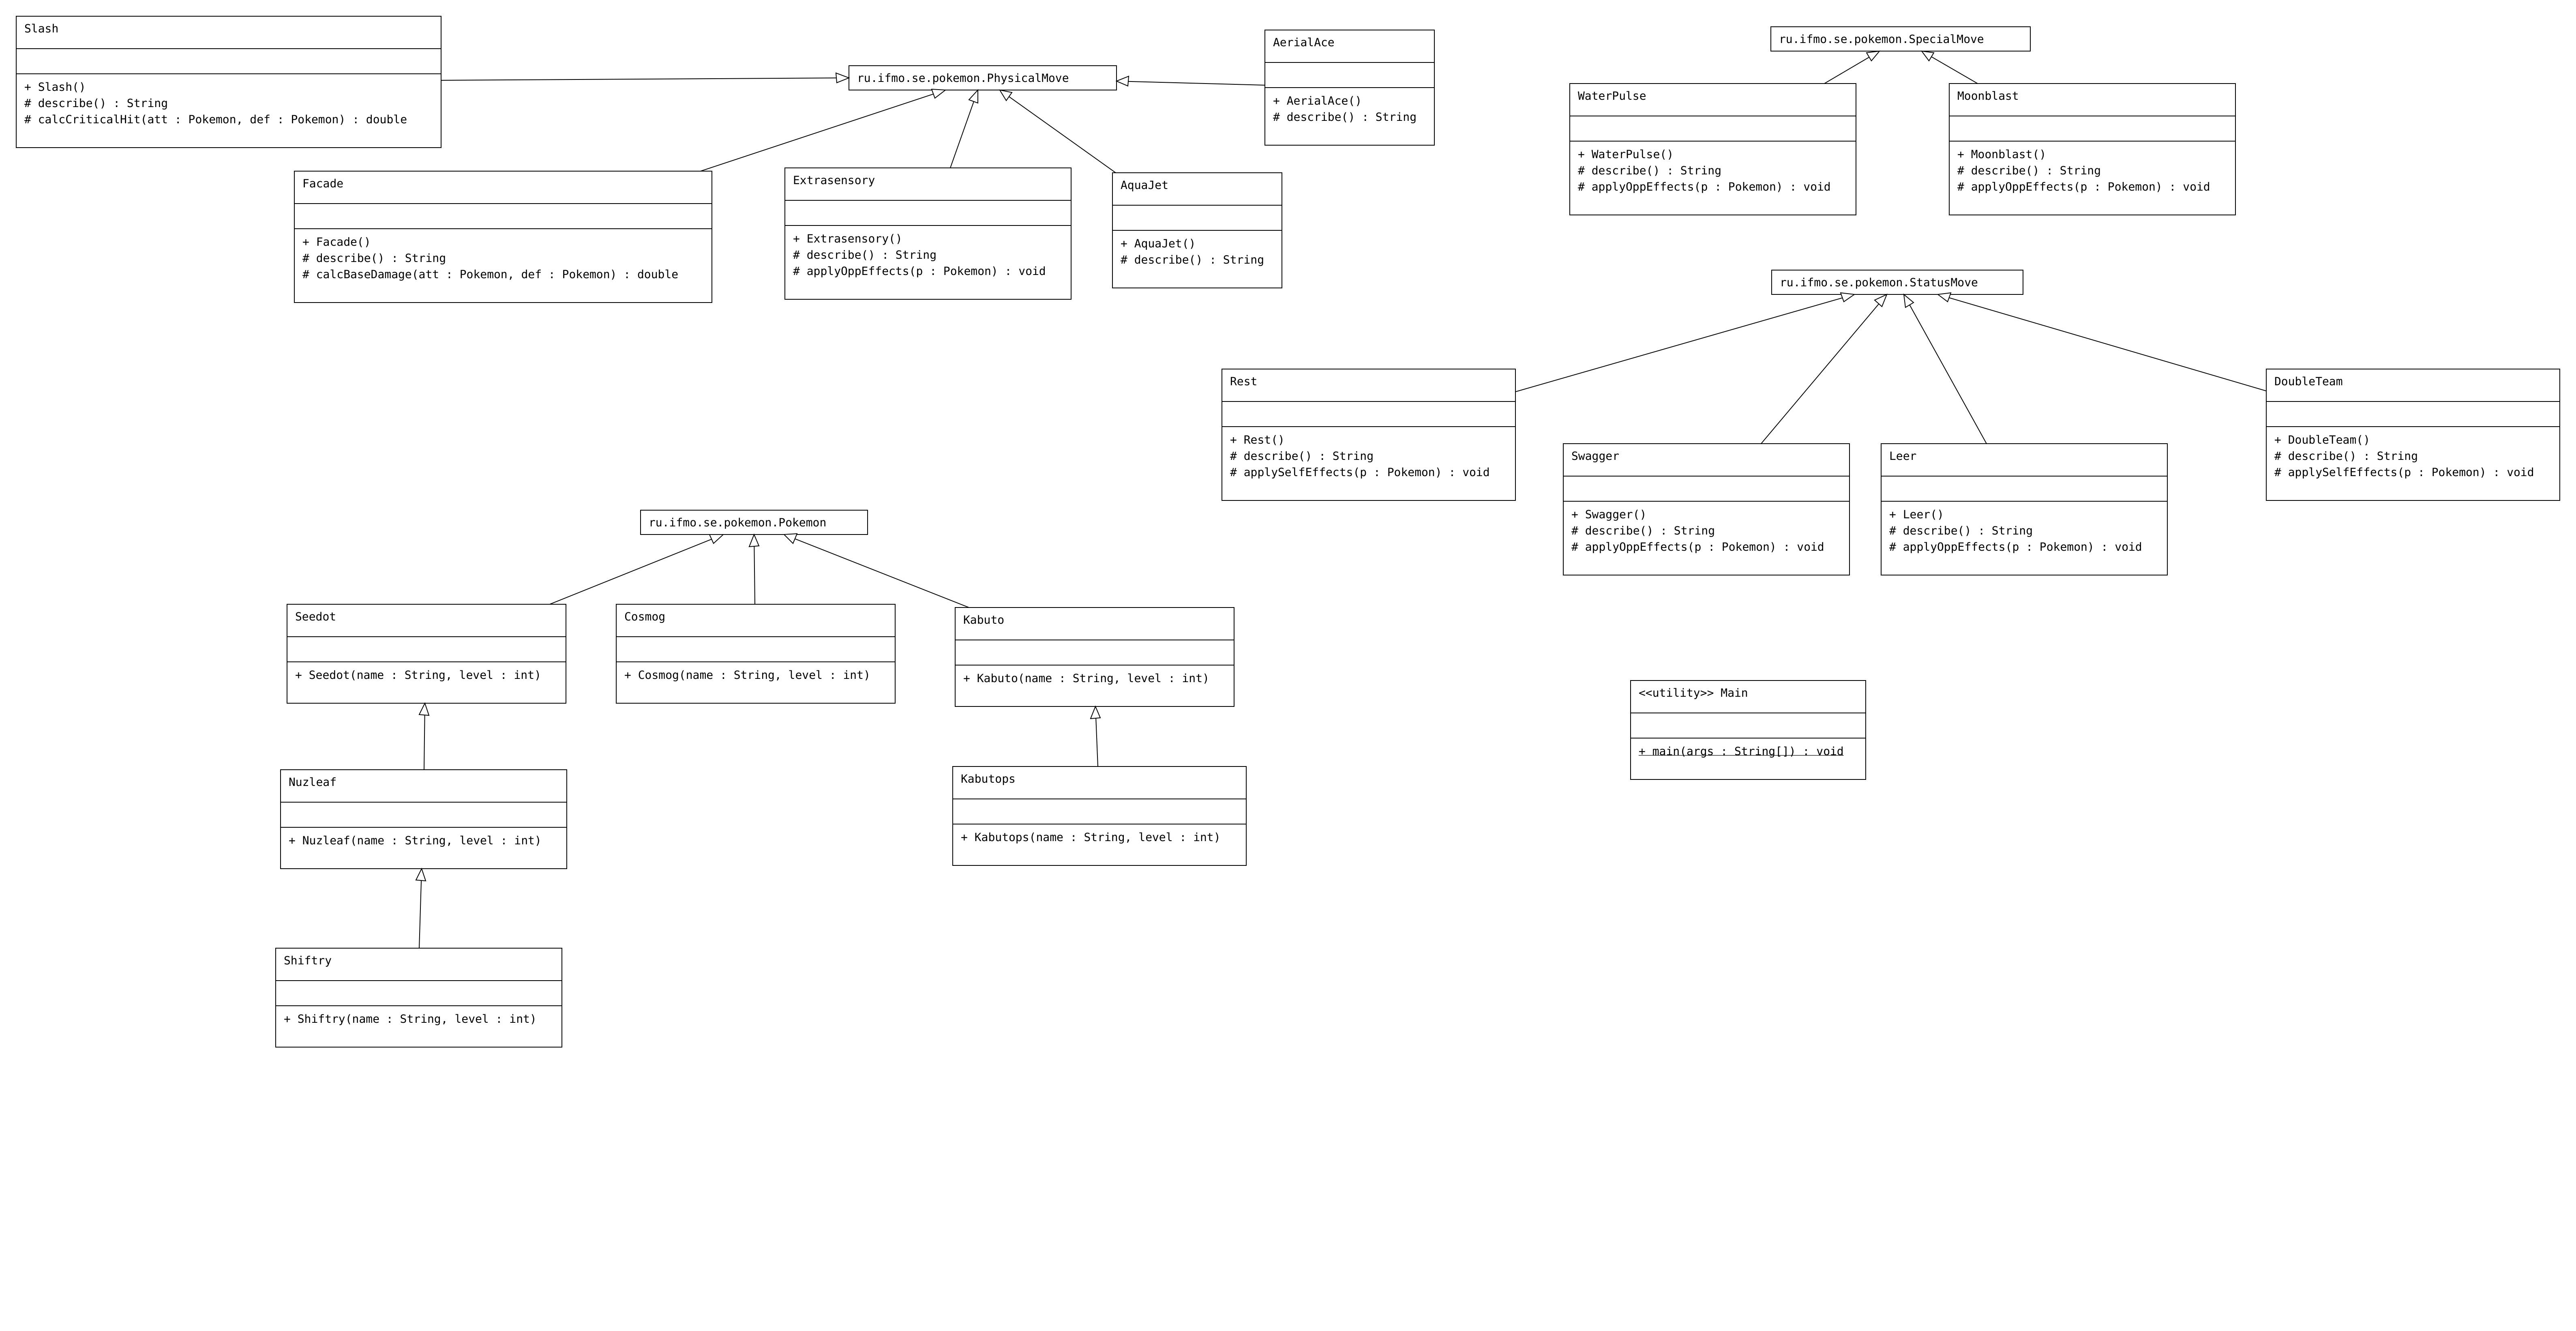 Slash
+ Slash()
# describe() : String
# calcCriticalHit(att : Pokemon, def : Pokemon) : double
ru.ifmo.se.pokemon.PhysicalMove
AerialAce
+ AerialAce()
# describe() : String
Facade
+ Facade()
# describe() : String
# calcBaseDamage(att : Pokemon, def : Pokemon) : double
Extrasensory
+ Extrasensory()
# describe() : String
# applyOppEffects(p : Pokemon) : void
AquaJet
+ AquaJet()
# describe() : String
ru.ifmo.se.pokemon.SpecialMove
WaterPulse
+ WaterPulse()
# describe() : String
# applyOppEffects(p : Pokemon) : void
Moonblast
+ Moonblast()
# describe() : String
# applyOppEffects(p : Pokemon) : void
ru.ifmo.se.pokemon.StatusMove
Rest
+ Rest()
# describe() : String
# applySelfEffects(p : Pokemon) : void
Swagger
+ Swagger()
# describe() : String
# applyOppEffects(p : Pokemon) : void
Leer
+ Leer()
# describe() : String
# applyOppEffects(p : Pokemon) : void
DoubleTeam
+ DoubleTeam()
# describe() : String
# applySelfEffects(p : Pokemon) : void
ru.ifmo.se.pokemon.Pokemon
Seedot
+ Seedot(name : String, level : int)
Cosmog
+ Cosmog(name : String, level : int)
Kabuto
+ Kabuto(name : String, level : int)
Nuzleaf
+ Nuzleaf(name : String, level : int)
Kabutops
+ Kabutops(name : String, level : int)
Shiftry
+ Shiftry(name : String, level : int)
<<utility>> Main
+ main(args : String[]) : void